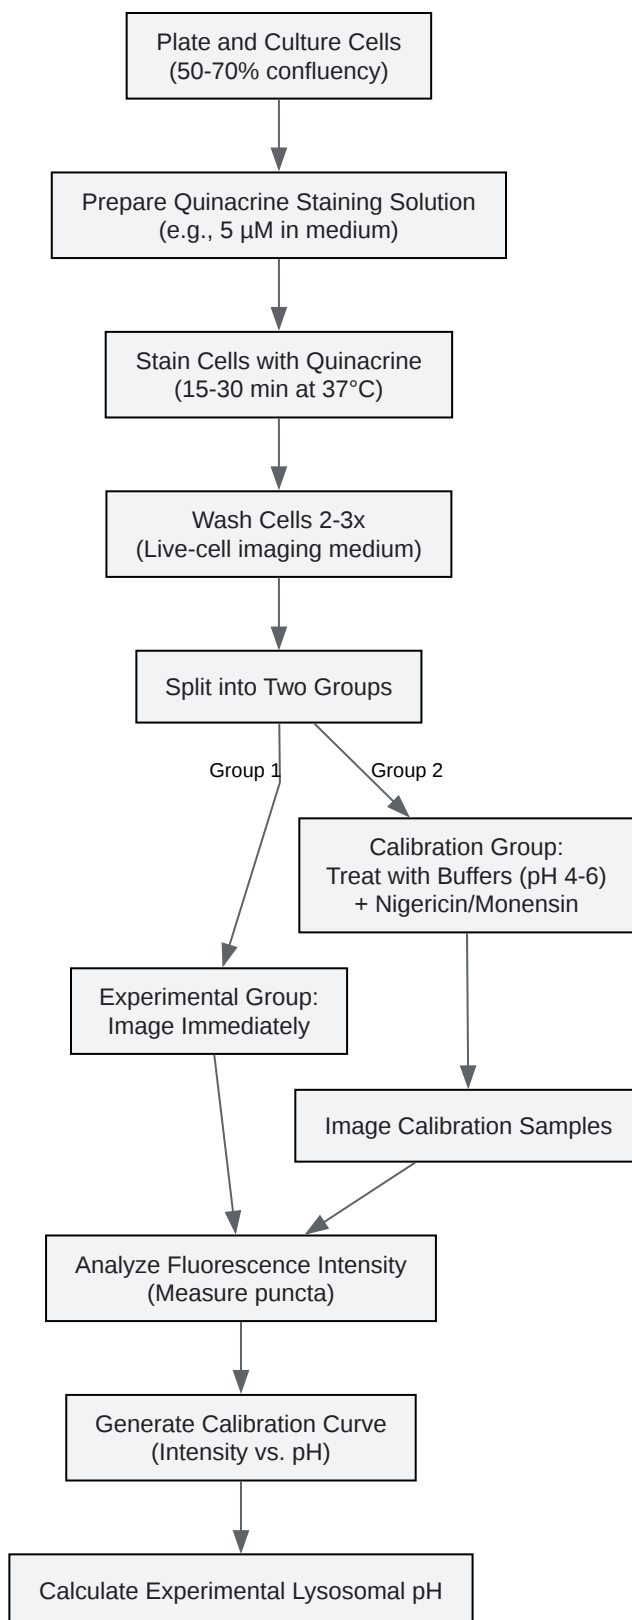 Plate and Culture Cells
(50-70% confluency)
Prepare Quinacrine Staining Solution
(e.g., 5 µM in medium)
Stain Cells with Quinacrine
(15-30 min at 37°C)
Wash Cells 2-3x
(Live-cell imaging medium)
Split into Two Groups
Group 1
Group 2
Calibration Group:
Treat with Buffers (pH 4-6)
+ Nigericin/Monensin
Experimental Group:
Image Immediately
Image Calibration Samples
Analyze Fluorescence Intensity
(Measure puncta)
Generate Calibration Curve
(Intensity vs. pH)
Calculate Experimental Lysosomal pH